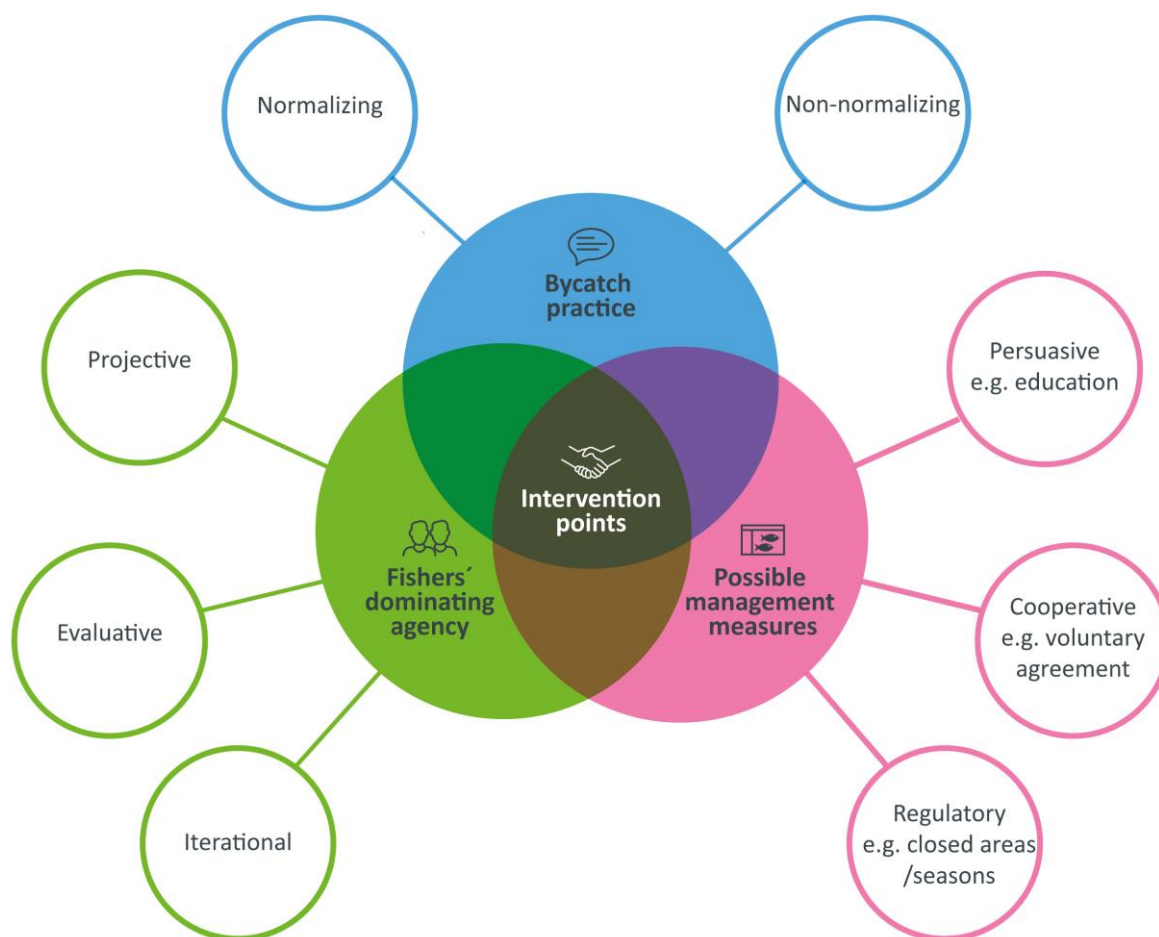 Normalizing
Non-normalizing
Bycatch
practice
Projective
Persuasive
e.g. education
Intervention
points
Fishers´
dominating
agency
Possible
management
measures
Evaluative
Cooperative
e.g. voluntary
agreement
Iterational
Regulatory
e.g. closed areas
/seasons